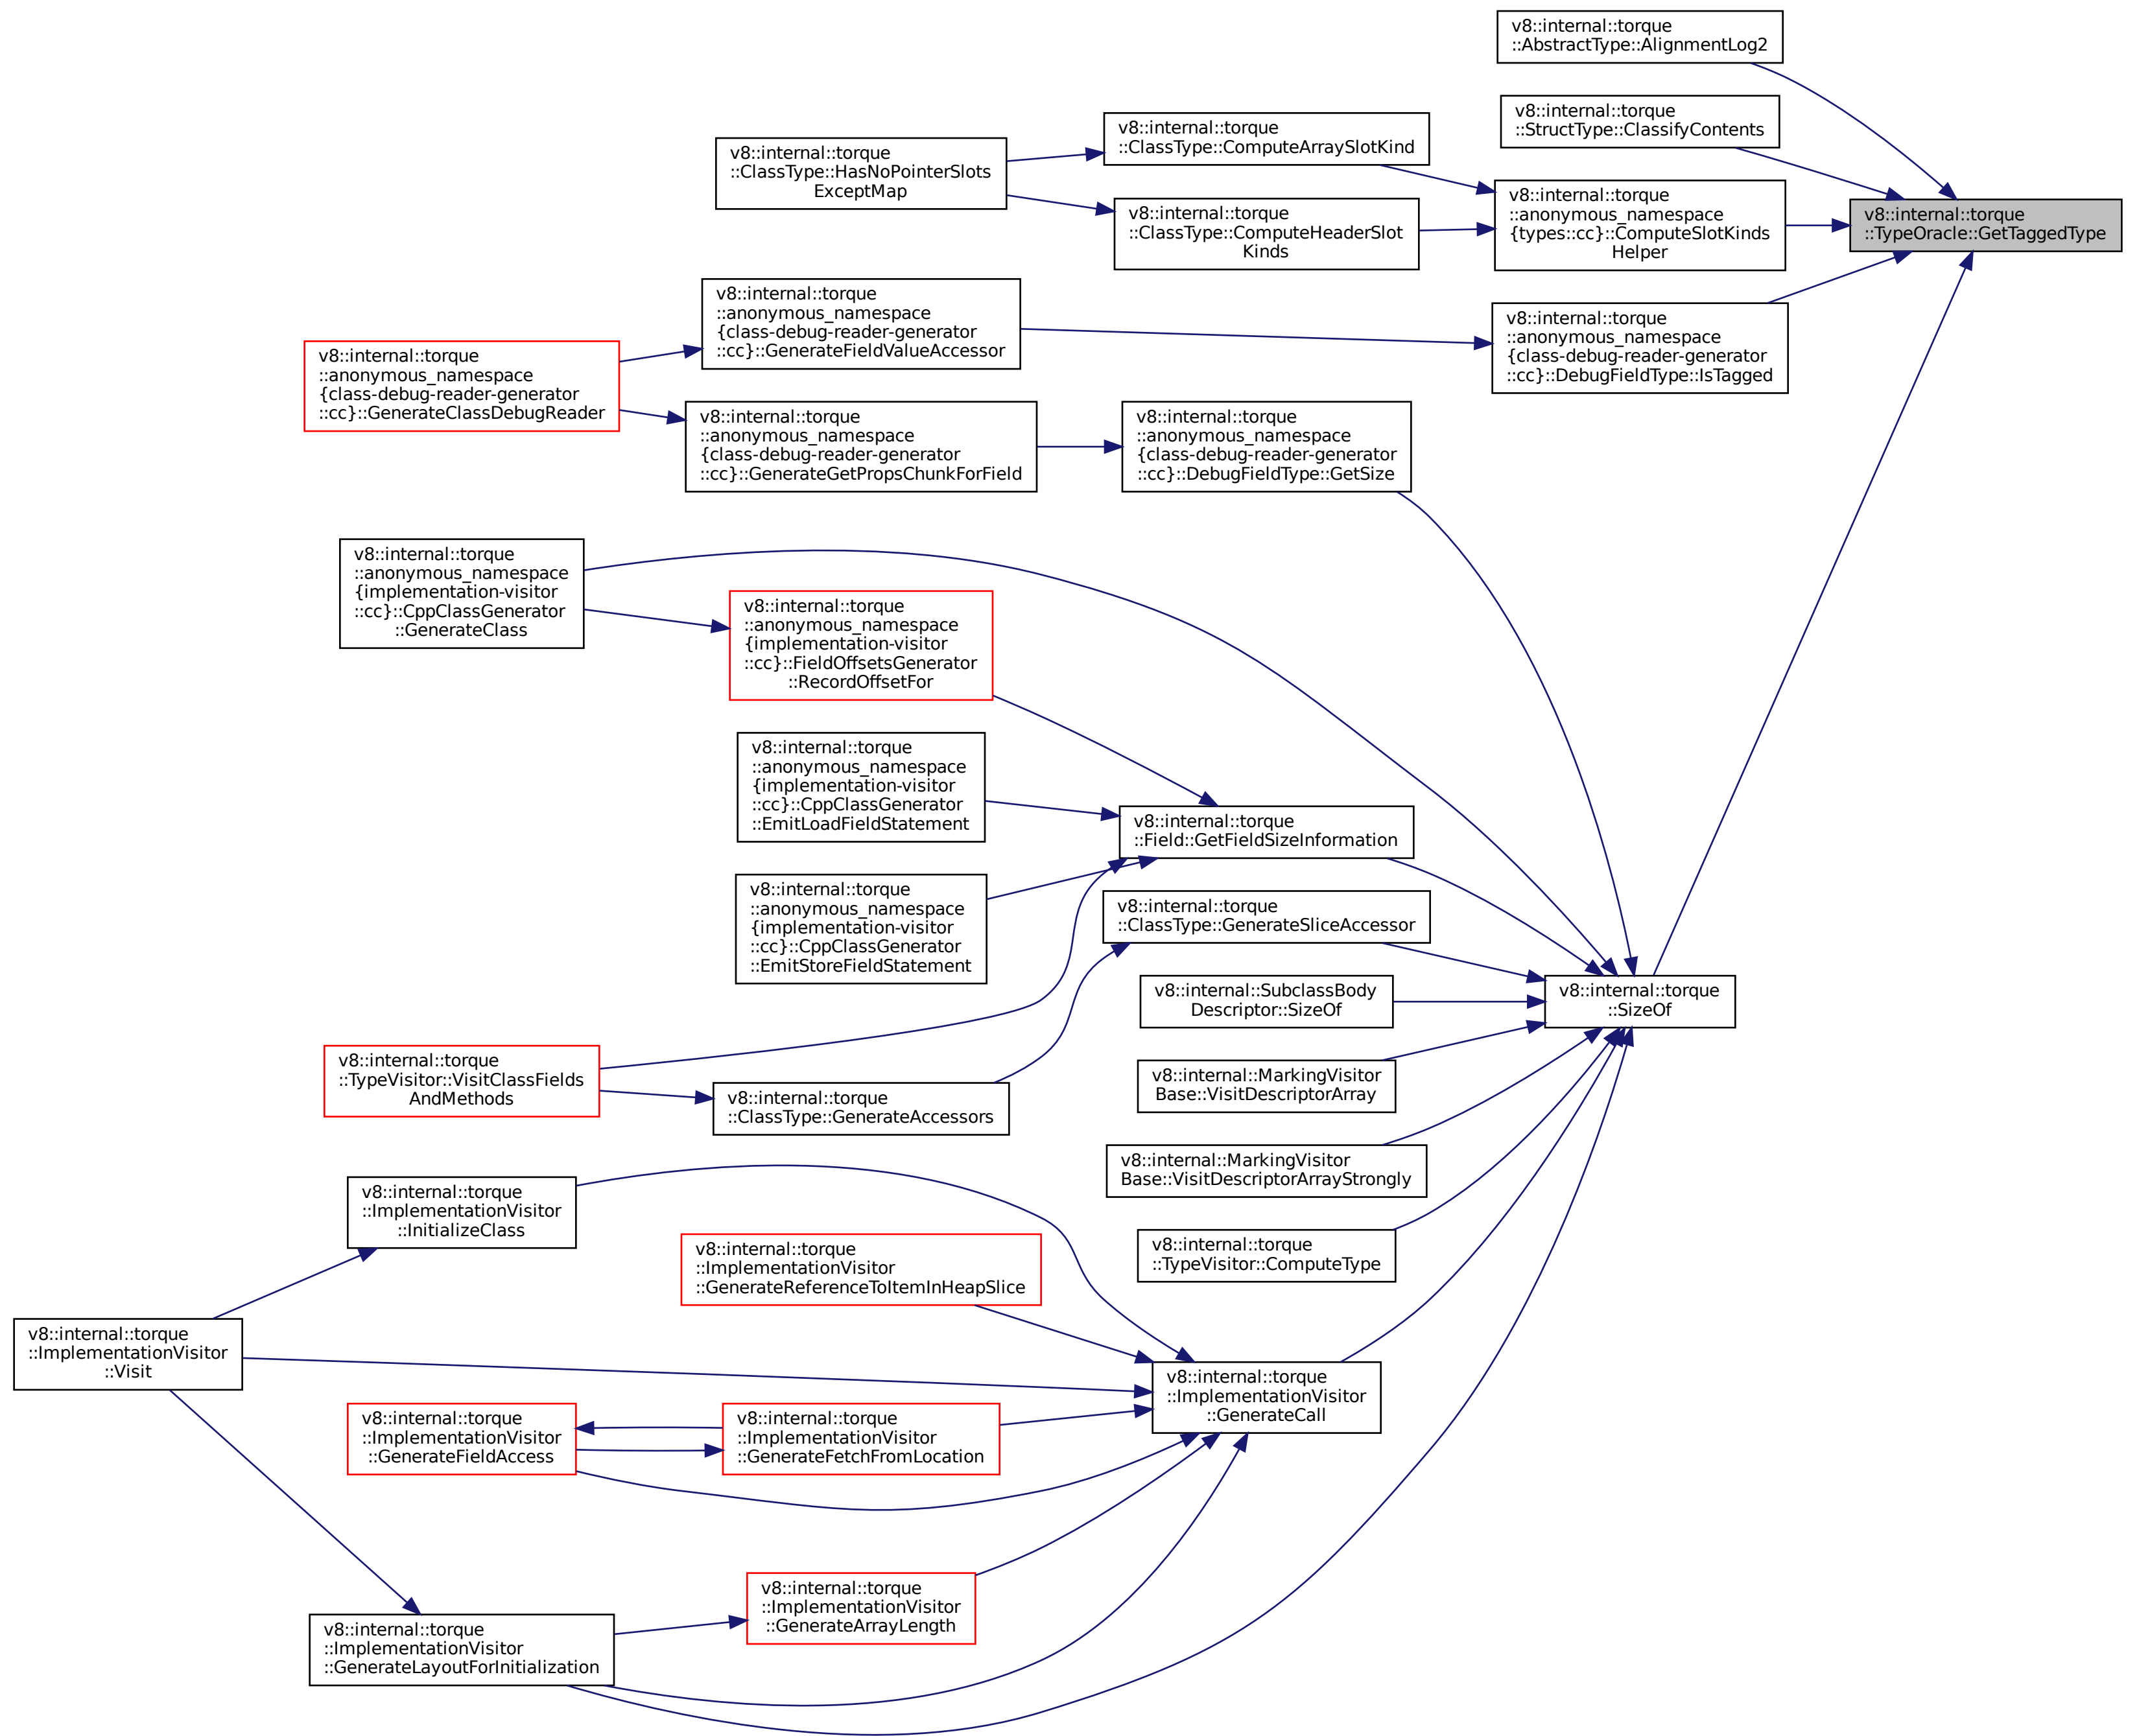 v8::internal::torque
::AbstractType::AlignmentLog2
v8::internal::torque
::StructType::ClassifyContents
v8::internal::torque
::ClassType::ComputeArraySlotKind
v8::internal::torque
::ClassType::HasNoPointerSlots
ExceptMap
v8::internal::torque
::anonymous_namespace
{types::cc}::ComputeSlotKinds
Helper
v8::internal::torque
::TypeOracle::GetTaggedType
v8::internal::torque
::ClassType::ComputeHeaderSlot
Kinds
v8::internal::torque
::anonymous_namespace
{class-debug-reader-generator
::cc}::GenerateFieldValueAccessor
v8::internal::torque
::anonymous_namespace
{class-debug-reader-generator
::cc}::DebugFieldType::IsTagged
v8::internal::torque
::anonymous_namespace
{class-debug-reader-generator
::cc}::GenerateClassDebugReader
v8::internal::torque
::anonymous_namespace
{class-debug-reader-generator
::cc}::GenerateGetPropsChunkForField
v8::internal::torque
::anonymous_namespace
{class-debug-reader-generator
::cc}::DebugFieldType::GetSize
v8::internal::torque
::anonymous_namespace
{implementation-visitor
::cc}::CppClassGenerator
::GenerateClass
v8::internal::torque
::anonymous_namespace
{implementation-visitor
::cc}::FieldOffsetsGenerator
::RecordOffsetFor
v8::internal::torque
::anonymous_namespace
{implementation-visitor
::cc}::CppClassGenerator
::EmitLoadFieldStatement
v8::internal::torque
::Field::GetFieldSizeInformation
v8::internal::torque
::anonymous_namespace
{implementation-visitor
::cc}::CppClassGenerator
::EmitStoreFieldStatement
v8::internal::torque
::ClassType::GenerateSliceAccessor
v8::internal::SubclassBody
Descriptor::SizeOf
v8::internal::torque
::SizeOf
v8::internal::torque
::TypeVisitor::VisitClassFields
AndMethods
v8::internal::torque
::ClassType::GenerateAccessors
v8::internal::MarkingVisitor
Base::VisitDescriptorArray
v8::internal::MarkingVisitor
Base::VisitDescriptorArrayStrongly
v8::internal::torque
::ImplementationVisitor
::InitializeClass
v8::internal::torque
::TypeVisitor::ComputeType
v8::internal::torque
::ImplementationVisitor
::GenerateReferenceToItemInHeapSlice
v8::internal::torque
::ImplementationVisitor
::Visit
v8::internal::torque
::ImplementationVisitor
::GenerateCall
v8::internal::torque
::ImplementationVisitor
::GenerateFieldAccess
v8::internal::torque
::ImplementationVisitor
::GenerateFetchFromLocation
v8::internal::torque
::ImplementationVisitor
::GenerateArrayLength
v8::internal::torque
::ImplementationVisitor
::GenerateLayoutForInitialization